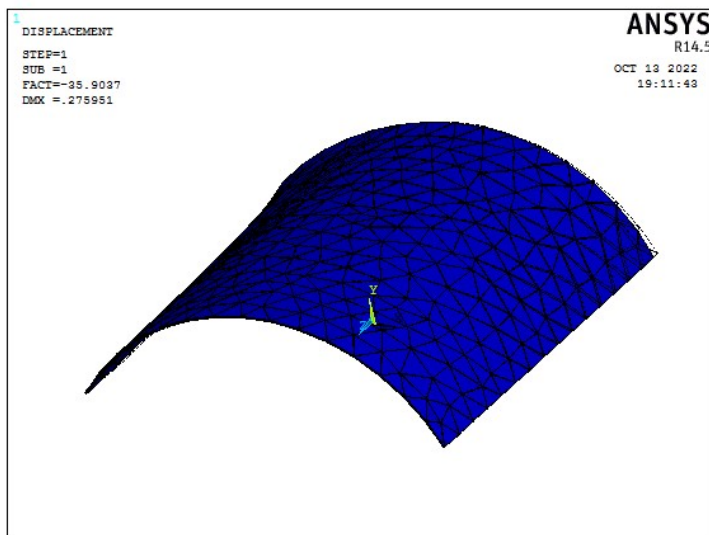 1
DISPLACEMENT
STEP=1
SUB =1
FACT=-35.9037
DMX =.275951
ANSYS
R14.5
OCT 13 2022
19:11:43
Y